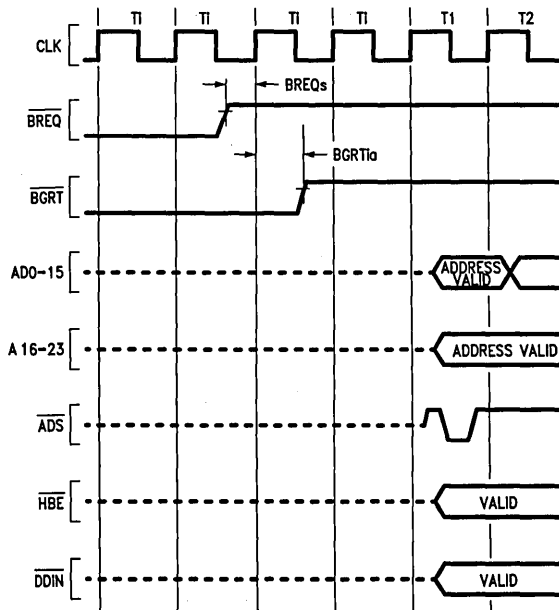 Ti Ti Ti Ti T1 T2
CLK
BREQs
BREQ
BGRTia
BGRT
AD0-15
ADDRESS
VALID
A16-23
ADDRESS VALID
ADS
HBE
VALID
DDIN
VALID